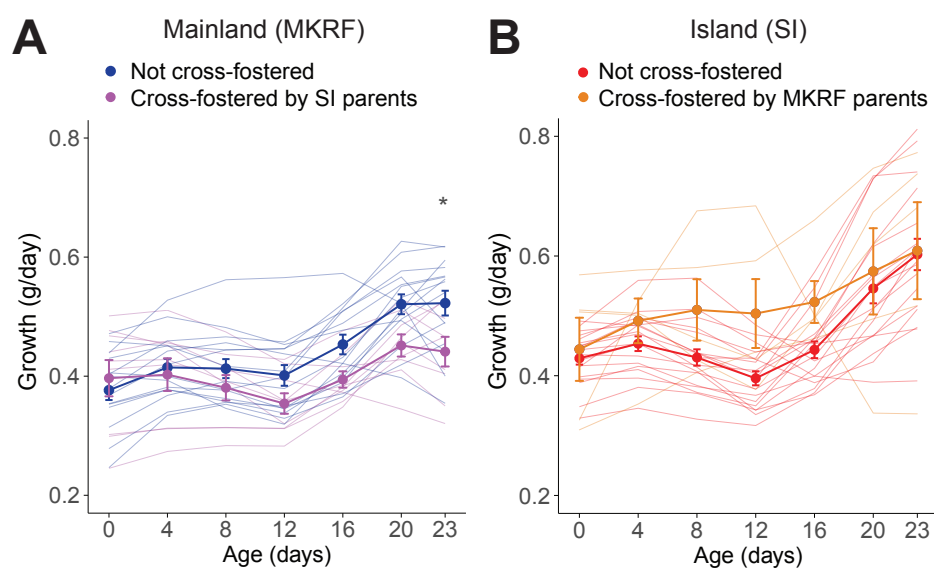 A
Mainland (MKRF)
Not cross-fostered
Cross-fostered by SI parents
Growth (g/day)
0.8
0.6
0.4
0.2
*
0 4 8 12 16 20 23
Age (days)
B
Island (SI)
Not cross-fostered
Cross-fostered by MKRF parents
Growth (g/day)
0.8
0.6
0.4
0.2
0 4 8 12 16 20 23
Age (days)